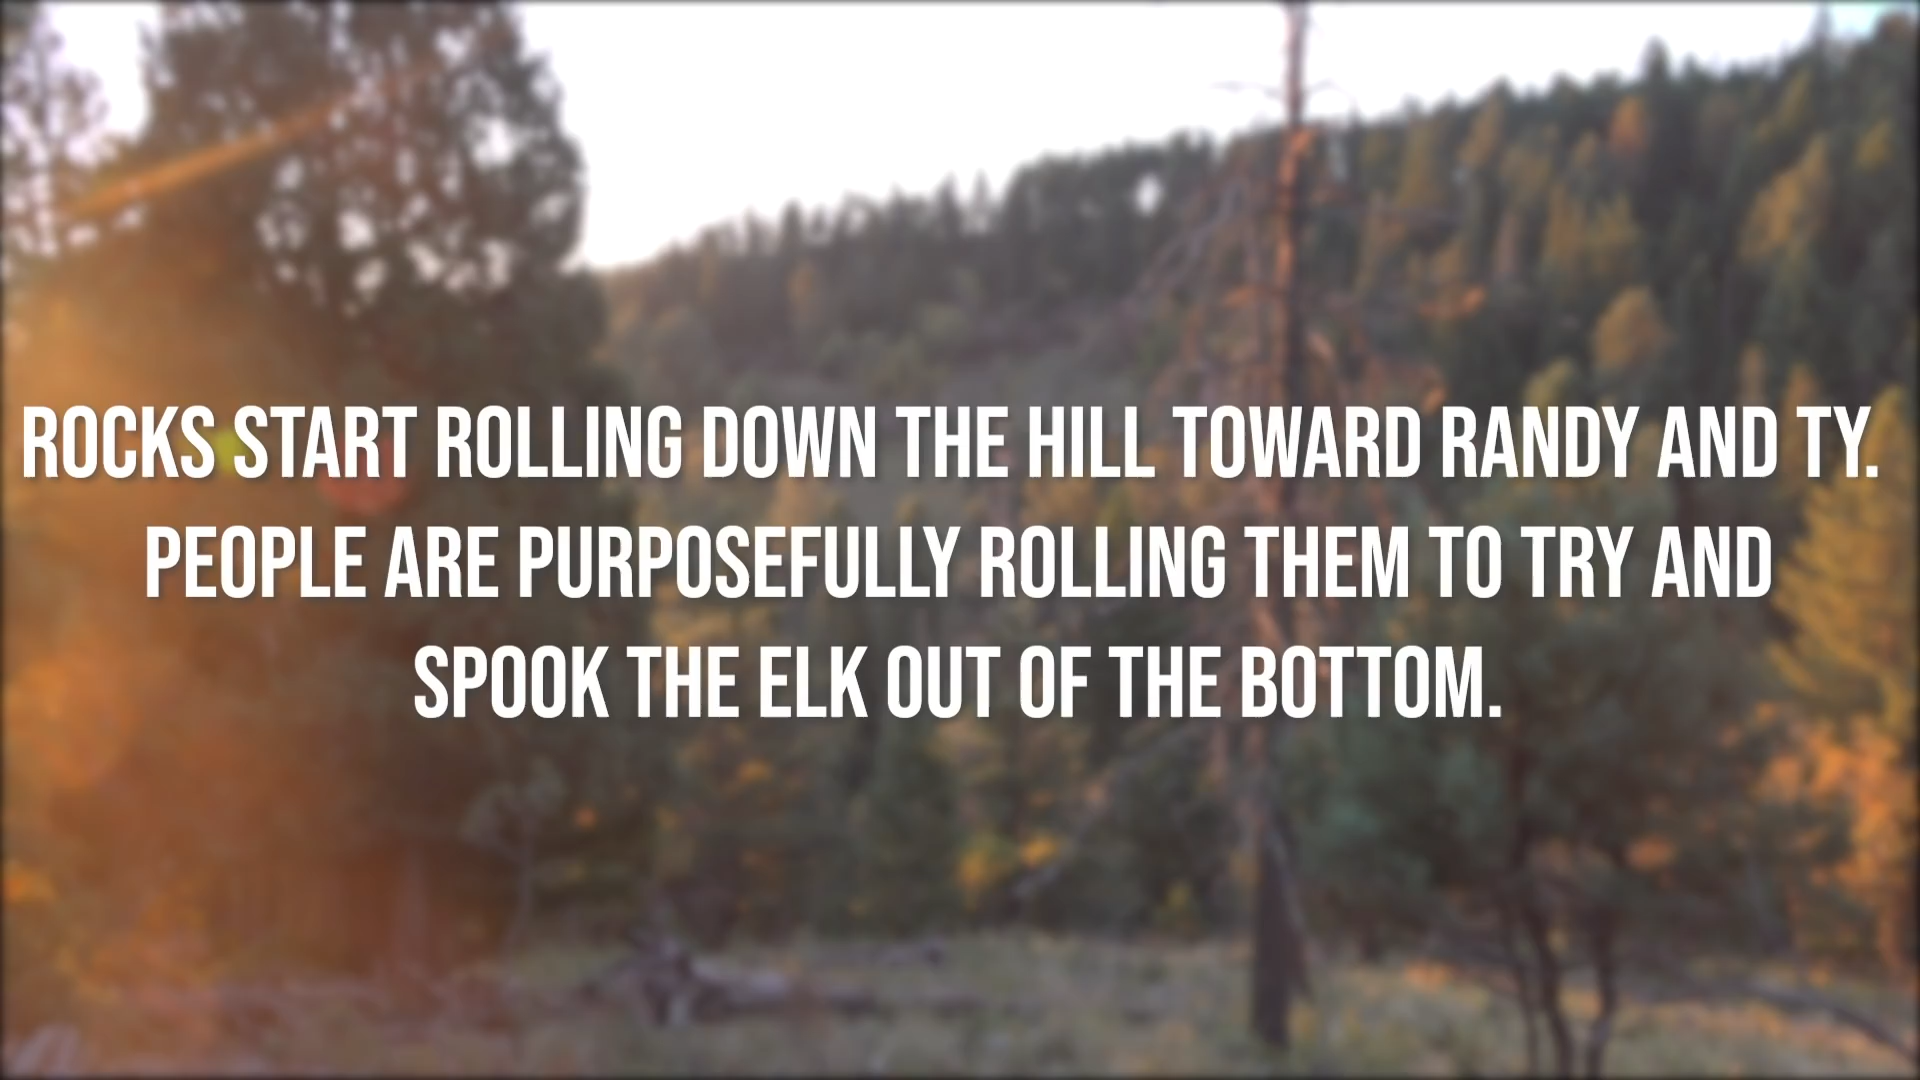 ROCKS START ROLLING DOWN THE HILL TOWARD RANDY AND TY.
PEOPLE ARE PURPOSEFULLY ROLLING THEM TO TRY AND
SPOOK THE ELK OUT OF THE BOTTOM.